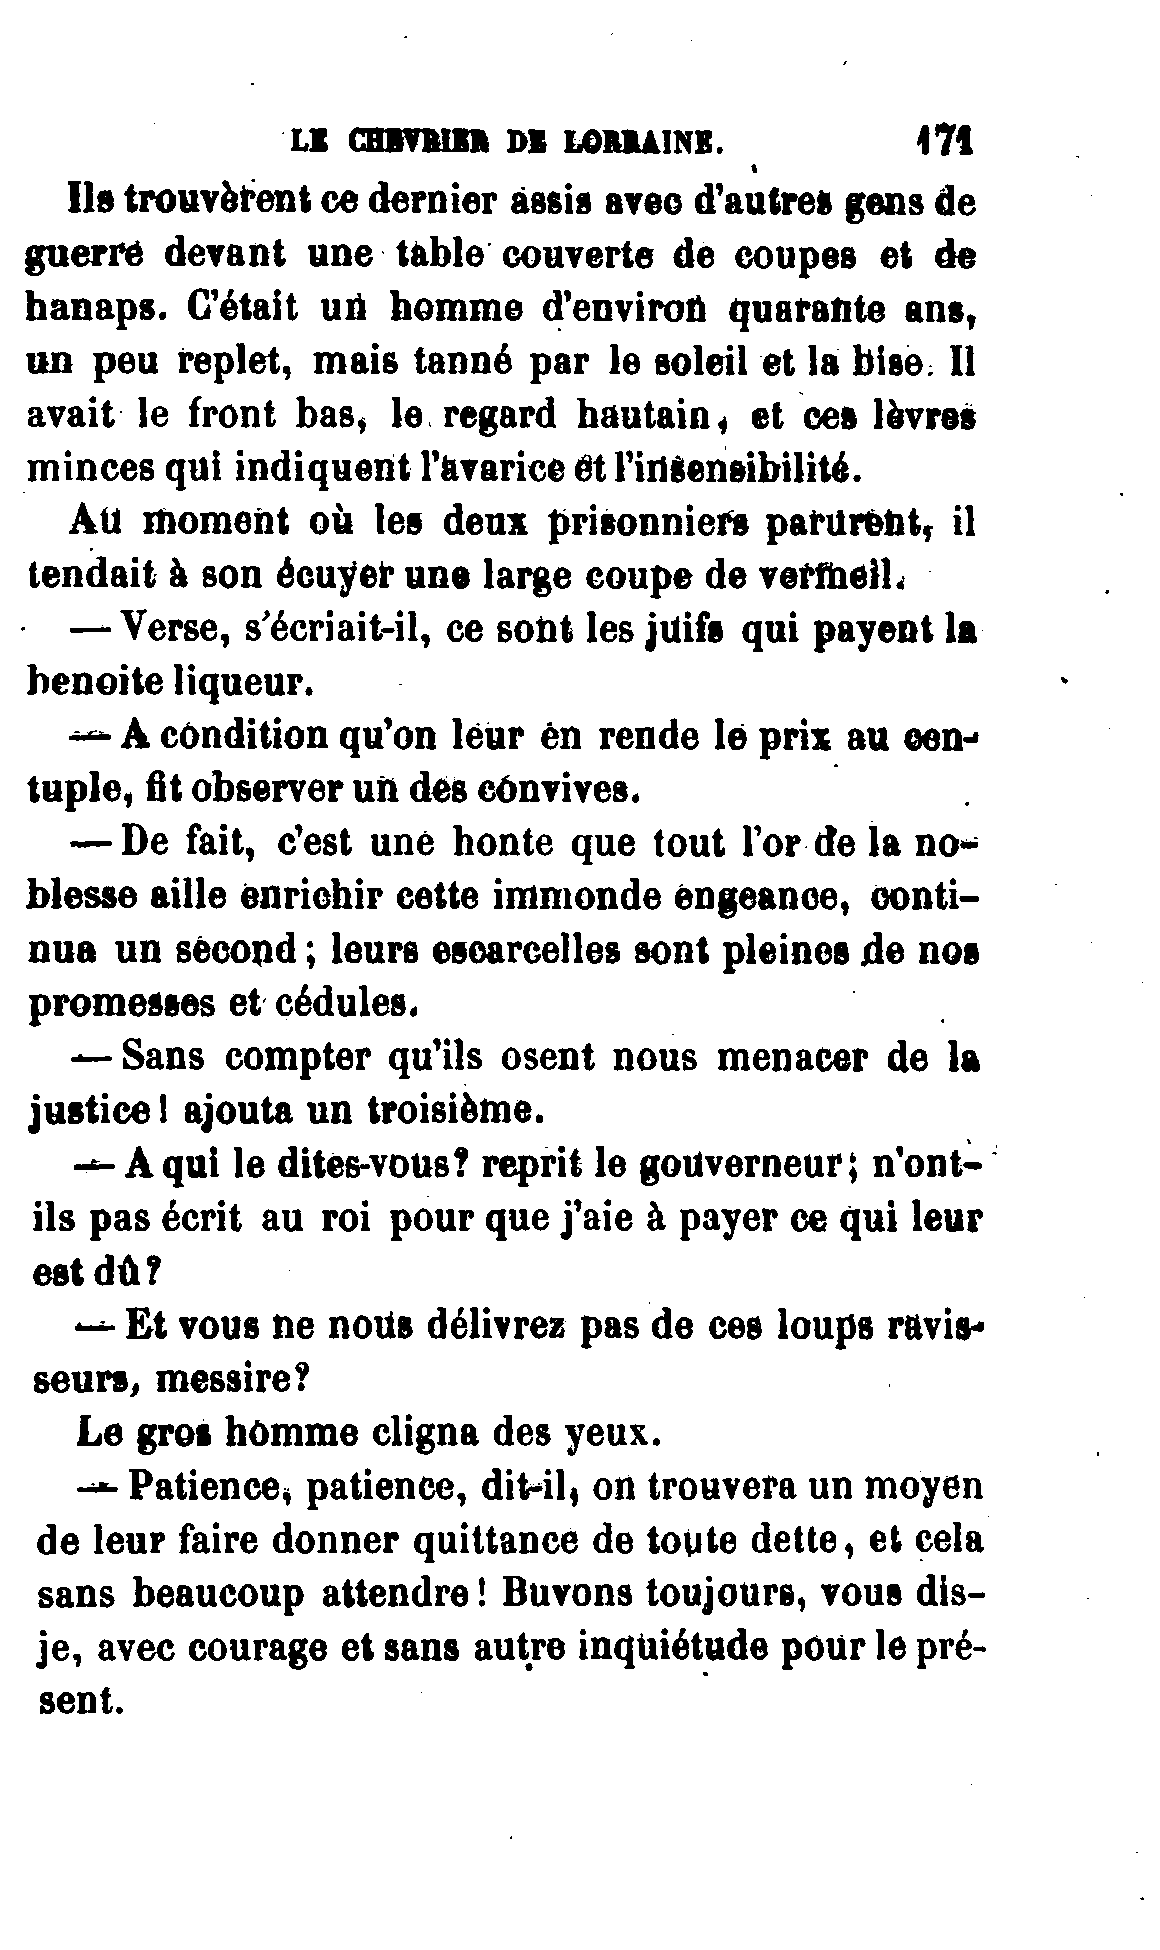 LE CHEVRIER DE LORRAINE. 171
Ils trouvèrent ce dernier assis avec d'autres gens de
guerre devant une table couverte de coupes et de
hanaps. C'était un homme d'environ quarante ans,
un peu replet, mais tanné par le soleil et la bise. Il
avait le front bas, le regard hautain, et ces lèvres
minces qui indiquent l'avarice et l'insensibilité.
Au moment où les deux prisonniers parurent, il
tendait à son écuyer une large coupe de vermeil.
— Verse, s'écriait-il, ce sont les juifs qui payent la
benoite liqueur.
— A condition qu'on leur en rende le prix au cen-
tuple, fit observer un des convives.
— De fait, c'est une honte que tout l'or de la no-
blesse aille enrichir cette immonde engeance, conti-
nua un second ; leurs escarcelles sont pleines de nos
promesses et cédules.
— Sans compter qu'ils osent nous menacer de la
justice ! ajouta un troisième.
— A qui le dites-vous? reprit le gouverneur; n'ont-
ils pas écrit au roi pour que j'aie à payer ce qui leur
est dû?
— Et vous ne nous délivrez pas de ces loups ravis-
seurs, messire?
Le gros homme cligna des yeux.
— Patience, patience, dit-il, on trouvera un moyen
de leur faire donner quittance de toute dette, et cela
sans beaucoup attendre! Buvons toujours, vous dis-
je, avec courage et sans autre inquiétude pour le pré-
sent.